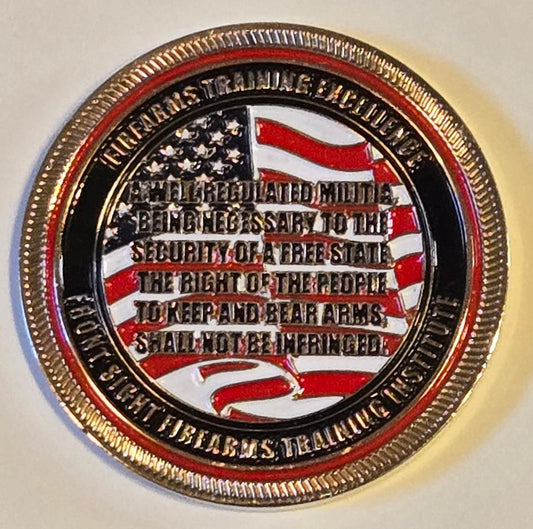 FIREARMS TRAINING EXCELLENCE
A WELL REGULATED MILITIA,
BEING NECESSARY TO THE
SECURITY OF A FREE STATE
THE RIGHT OF THE PEOPLE
TO KEEP AND BEAR ARMS,
SHALL NOT BE INFRINGED.
FRONT SIGHT FIREARMS TRAINING INSTITUTE